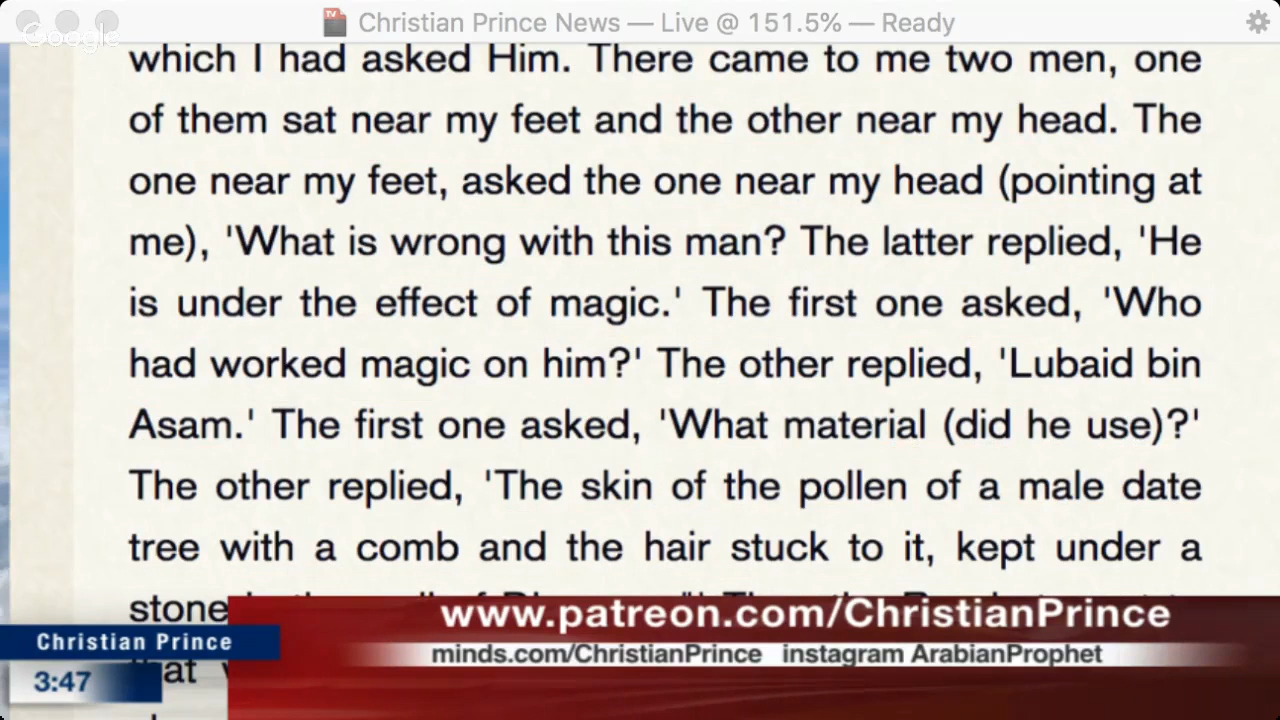 Christian Prince News — Live @ 151.5% — Ready
Google
which I had asked Him. There came to me two men, one
of them sat near my feet and the other near my head. The
one near my feet, asked the one near my head (pointing at
me), 'What is wrong with this man? The latter replied, 'He
is under the effect of magic.' The first one asked, 'Who
had worked magic on him?' The other replied, 'Lubaid bin
Asam.' The first one asked, 'What material (did he use)?'
The other replied, 'The skin of the pollen of a male date
tree with a comb and the hair stuck to it, kept under a
stone
www.patreon.com/ChristianPrince
Christian Prince
minds.com/ChristianPrince instagram ArabianProphet
3:47